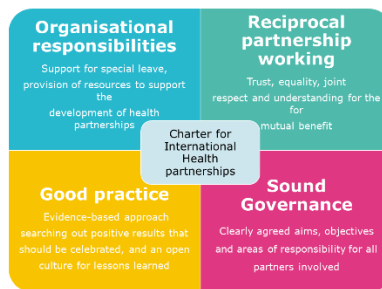 Organisational
responsibilities
Support for special leave,
provision of resources to support
the
development of health
partnerships
Reciprocal
partnership
working
Trust, equality, joint
respect and understanding for the
for
mutual benefit
Charter for
International
Health
partnerships
Good practice
Evidence-based approach
searching out positive results that
should be celebrated, and an open
culture for lessons learned
Sound
Governance
Clearly agreed aims, objectives
and areas of responsibility for all
partners involved